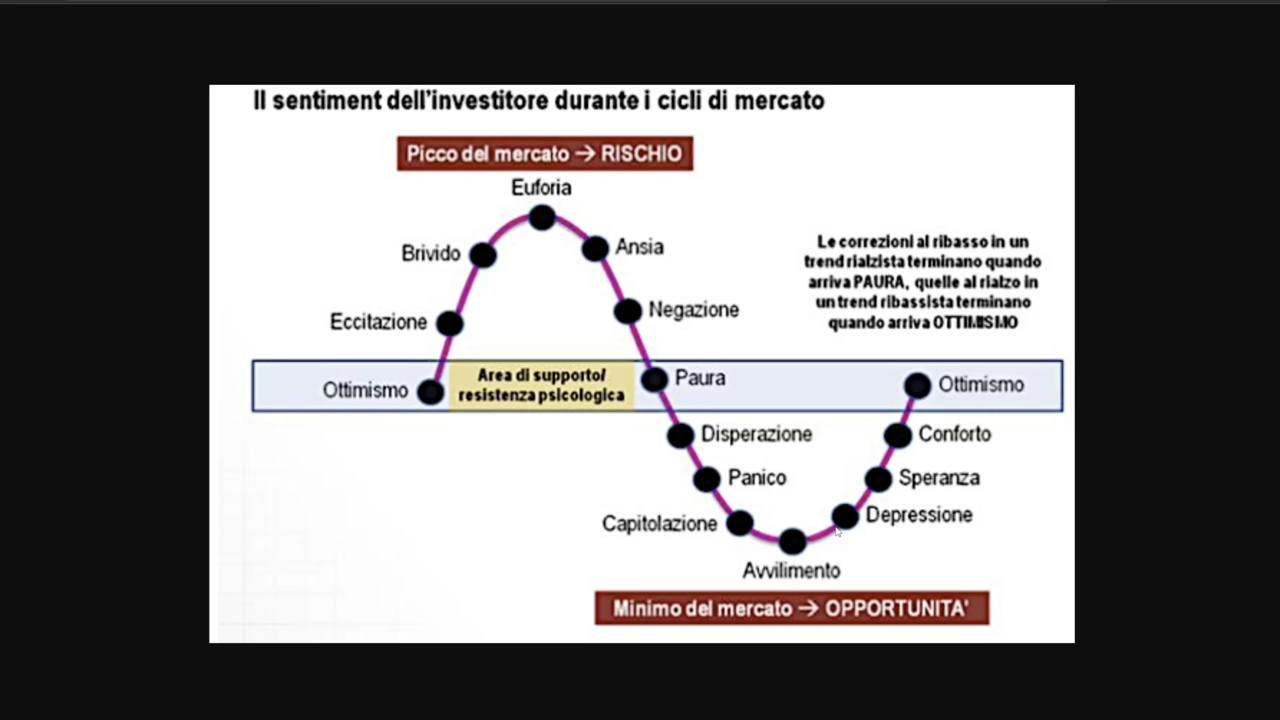 Il sentiment dell'investitore durante i cicli di mercato
Picco del mercato → RISCHIO
Euforia
Brivido
Ansia
Eccitazione
Negazione
Le correzioni al ribasso in un
trend rialzista terminano quando
arriva PAURA, quelle al rialzo in
un trend ribassista terminano
quando arriva OTTIMISMO
Ottimismo
Area di supporto/
resistenza psicologica
Paura
Ottimismo
Disperazione
Conforto
Panico
Speranza
Capitolazione
Depressione
Avvilimento
Minimo del mercato → OPPORTUNITA'